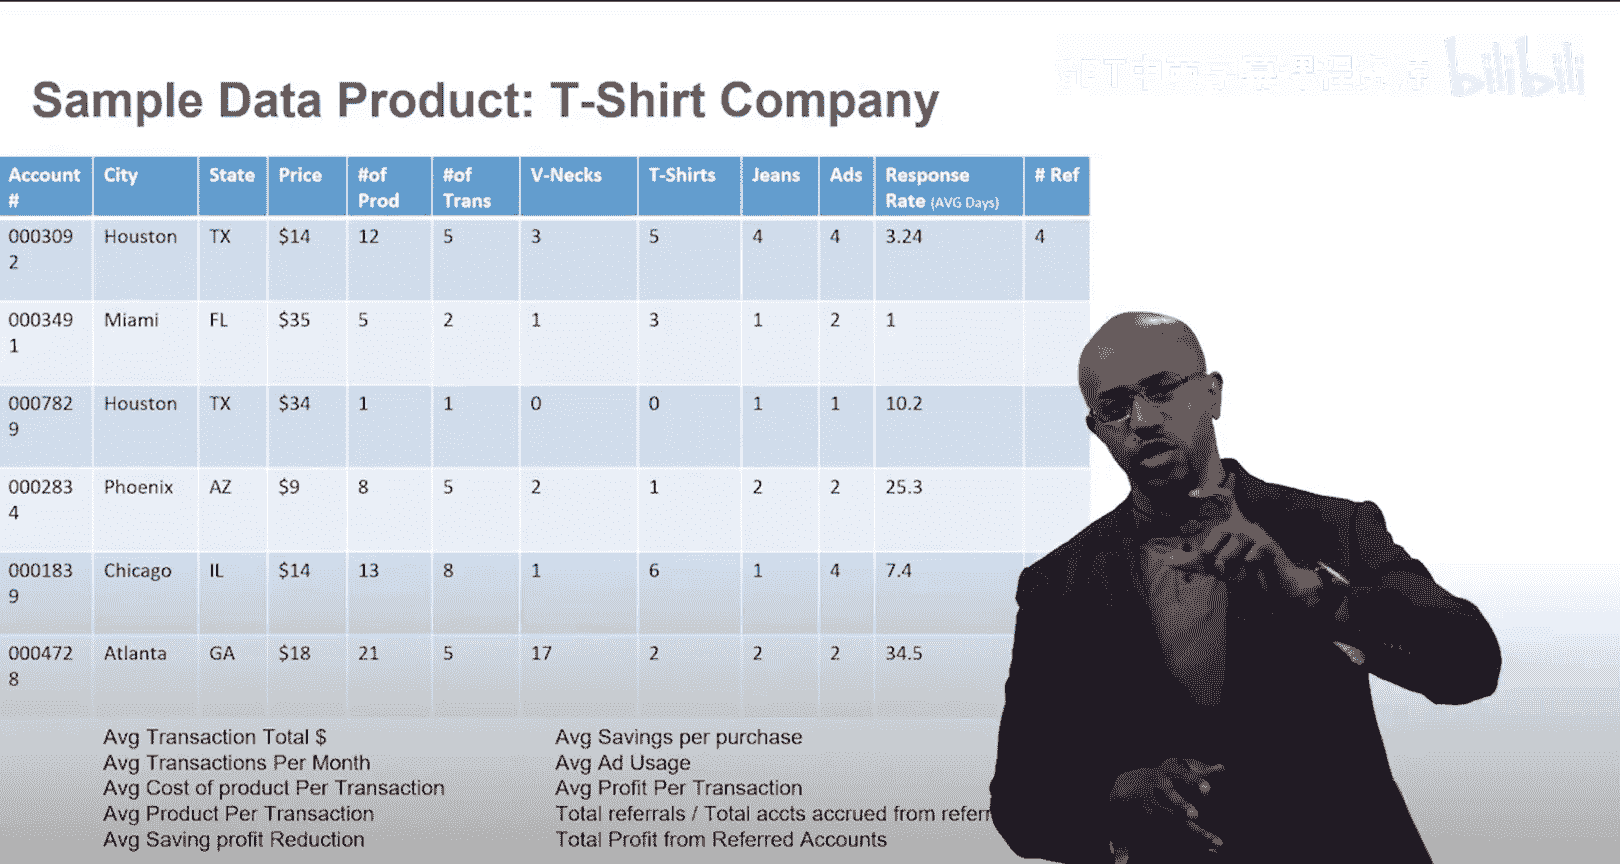 Sample Data Product: T-Shirt Company
bilibili
Account # City State Price #of Prod #of Trans V-Necks T-Shirts Jeans Ads Response Rate (AVG Days) # Ref
0003092 Houston TX $14 12 5 3 5 4 4 3.24 4
0003491 Miami FL $35 5 2 1 3 1 2 1
0007829 Houston TX $34 1 1 0 0 1 1 10.2
0002834 Phoenix AZ $9 8 5 2 1 2 2 25.3
0001839 Chicago IL $14 13 8 1 6 1 4 7.4
0004728 Atlanta GA $18 21 5 17 2 2 2 34.5
Avg Transaction Total $
Avg Transactions Per Month
Avg Cost of product Per Transaction
Avg Product Per Transaction
Avg Saving profit Reduction
Avg Savings per purchase
Avg Ad Usage
Avg Profit Per Transaction
Total referrals / Total accts accrued from referr
Total Profit from Referred Accounts